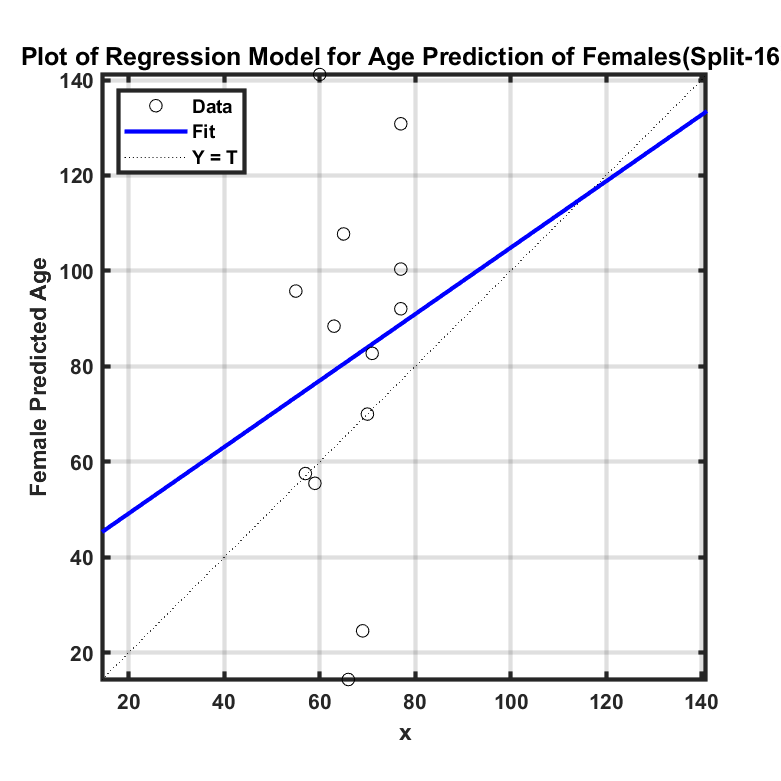 Plot of Regression Model for Age Prediction of Females(Split-16
140
120
100
80
60
40
20
Data
Fit
Y = T
Female Predicted Age
20 40 60 80 100 120 140
x